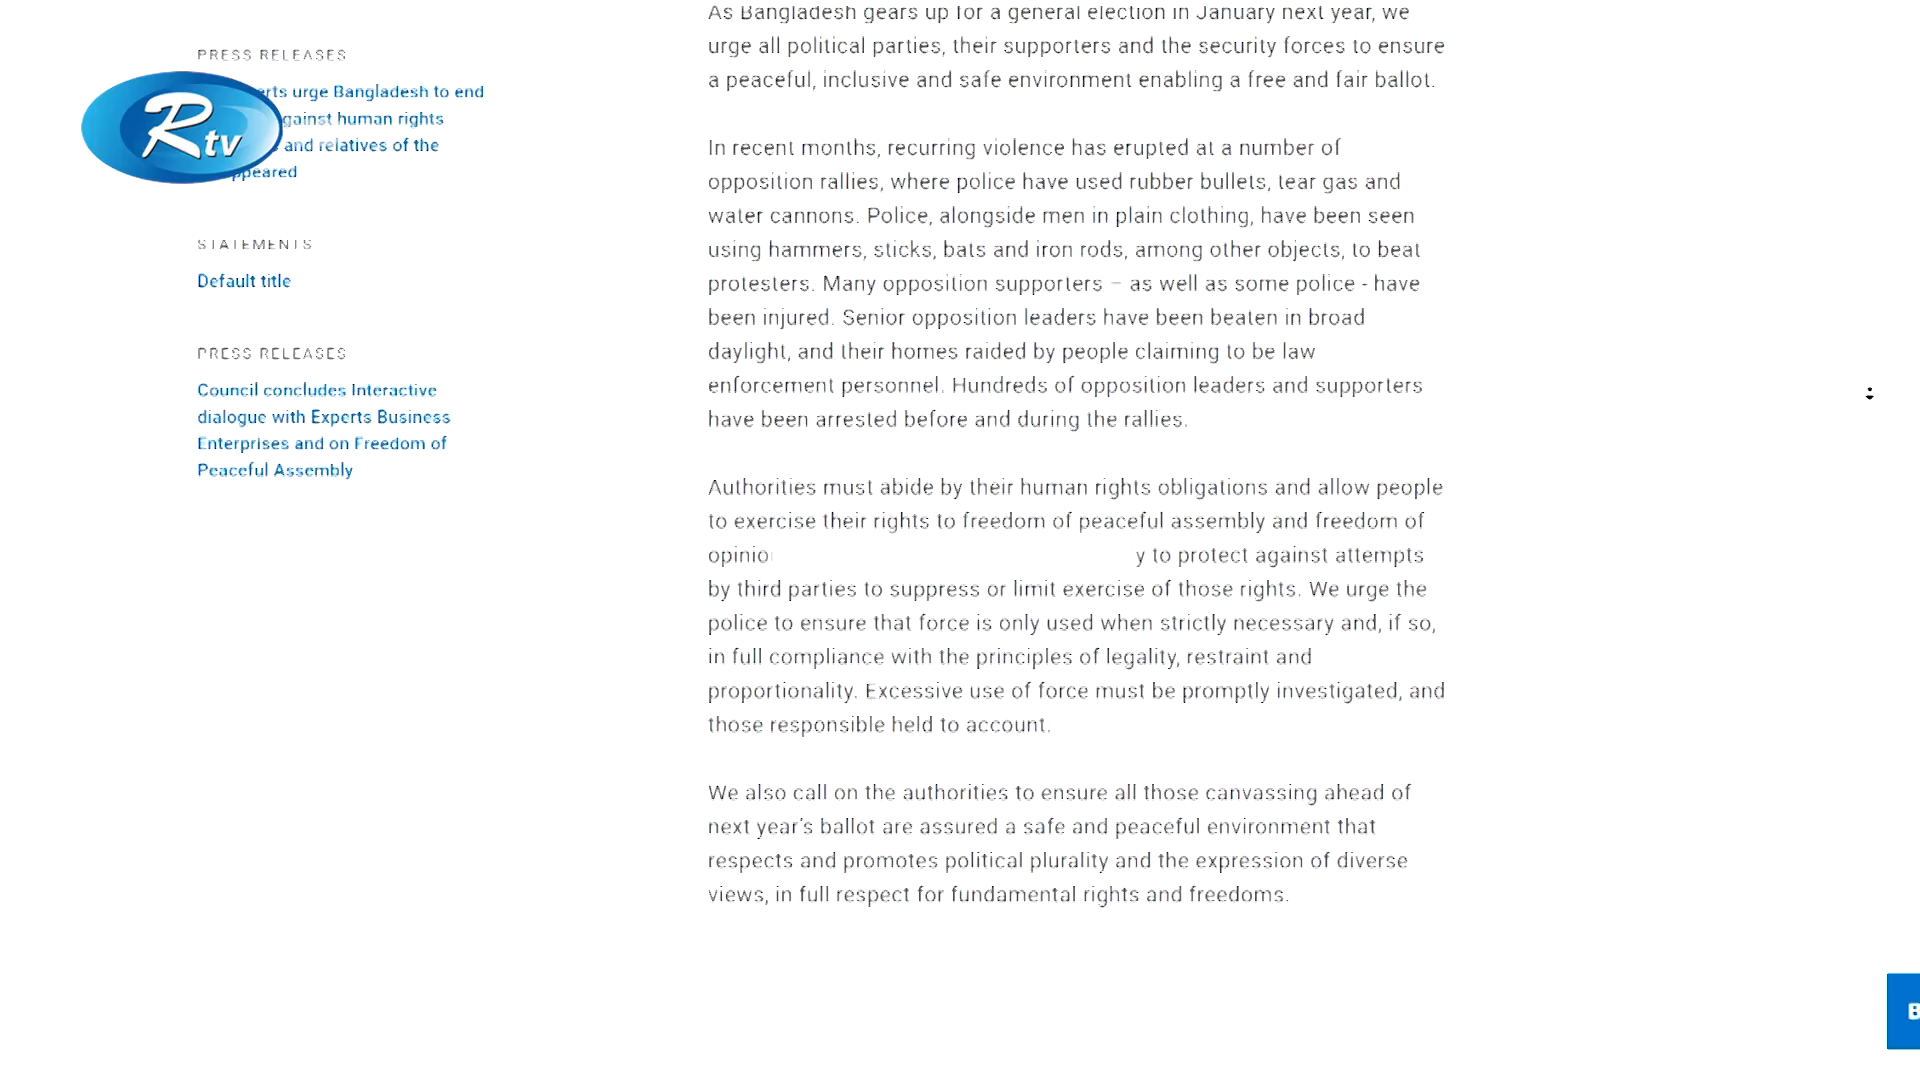 PRESS RELEASES
urge Bangladesh to end
human rights
and relatives of the
STATEMENTS
Default title
PRESS RELEASES
Council concludes Interactive
dialogue with Experts Business
Enterprises and on Freedom of
Peaceful Assembly
Rtv
As Bangladesh gears up for a general election in January next year, we
urge all political parties, their supporters and the security forces to ensure
a peaceful, inclusive and safe environment enabling a free and fair ballot.
In recent months, recurring violence has erupted at a number of
opposition rallies, where police have used rubber bullets, tear gas and
water cannons. Police, alongside men in plain clothing, have been seen
using hammers, sticks, bats and iron rods, among other objects, to beat
protesters. Many opposition supporters – as well as some police - have
been injured. Senior opposition leaders have been beaten in broad
daylight, and their homes raided by people claiming to be law
enforcement personnel. Hundreds of opposition leaders and supporters
have been arrested before and during the rallies.
Authorities must abide by their human rights obligations and allow people
to exercise their rights to freedom of peaceful assembly and freedom of
to protect against attempts
by third parties to suppress or limit exercise of those rights. We urge the
police to ensure that force is only used when strictly necessary and, if so,
in full compliance with the principles of legality, restraint and
proportionality. Excessive use of force must be promptly investigated, and
those responsible held to account.
We also call on the authorities to ensure all those canvassing ahead of
next year's ballot are assured a safe and peaceful environment that
respects and promotes political plurality and the expression of diverse
views, in full respect for fundamental rights and freedoms.